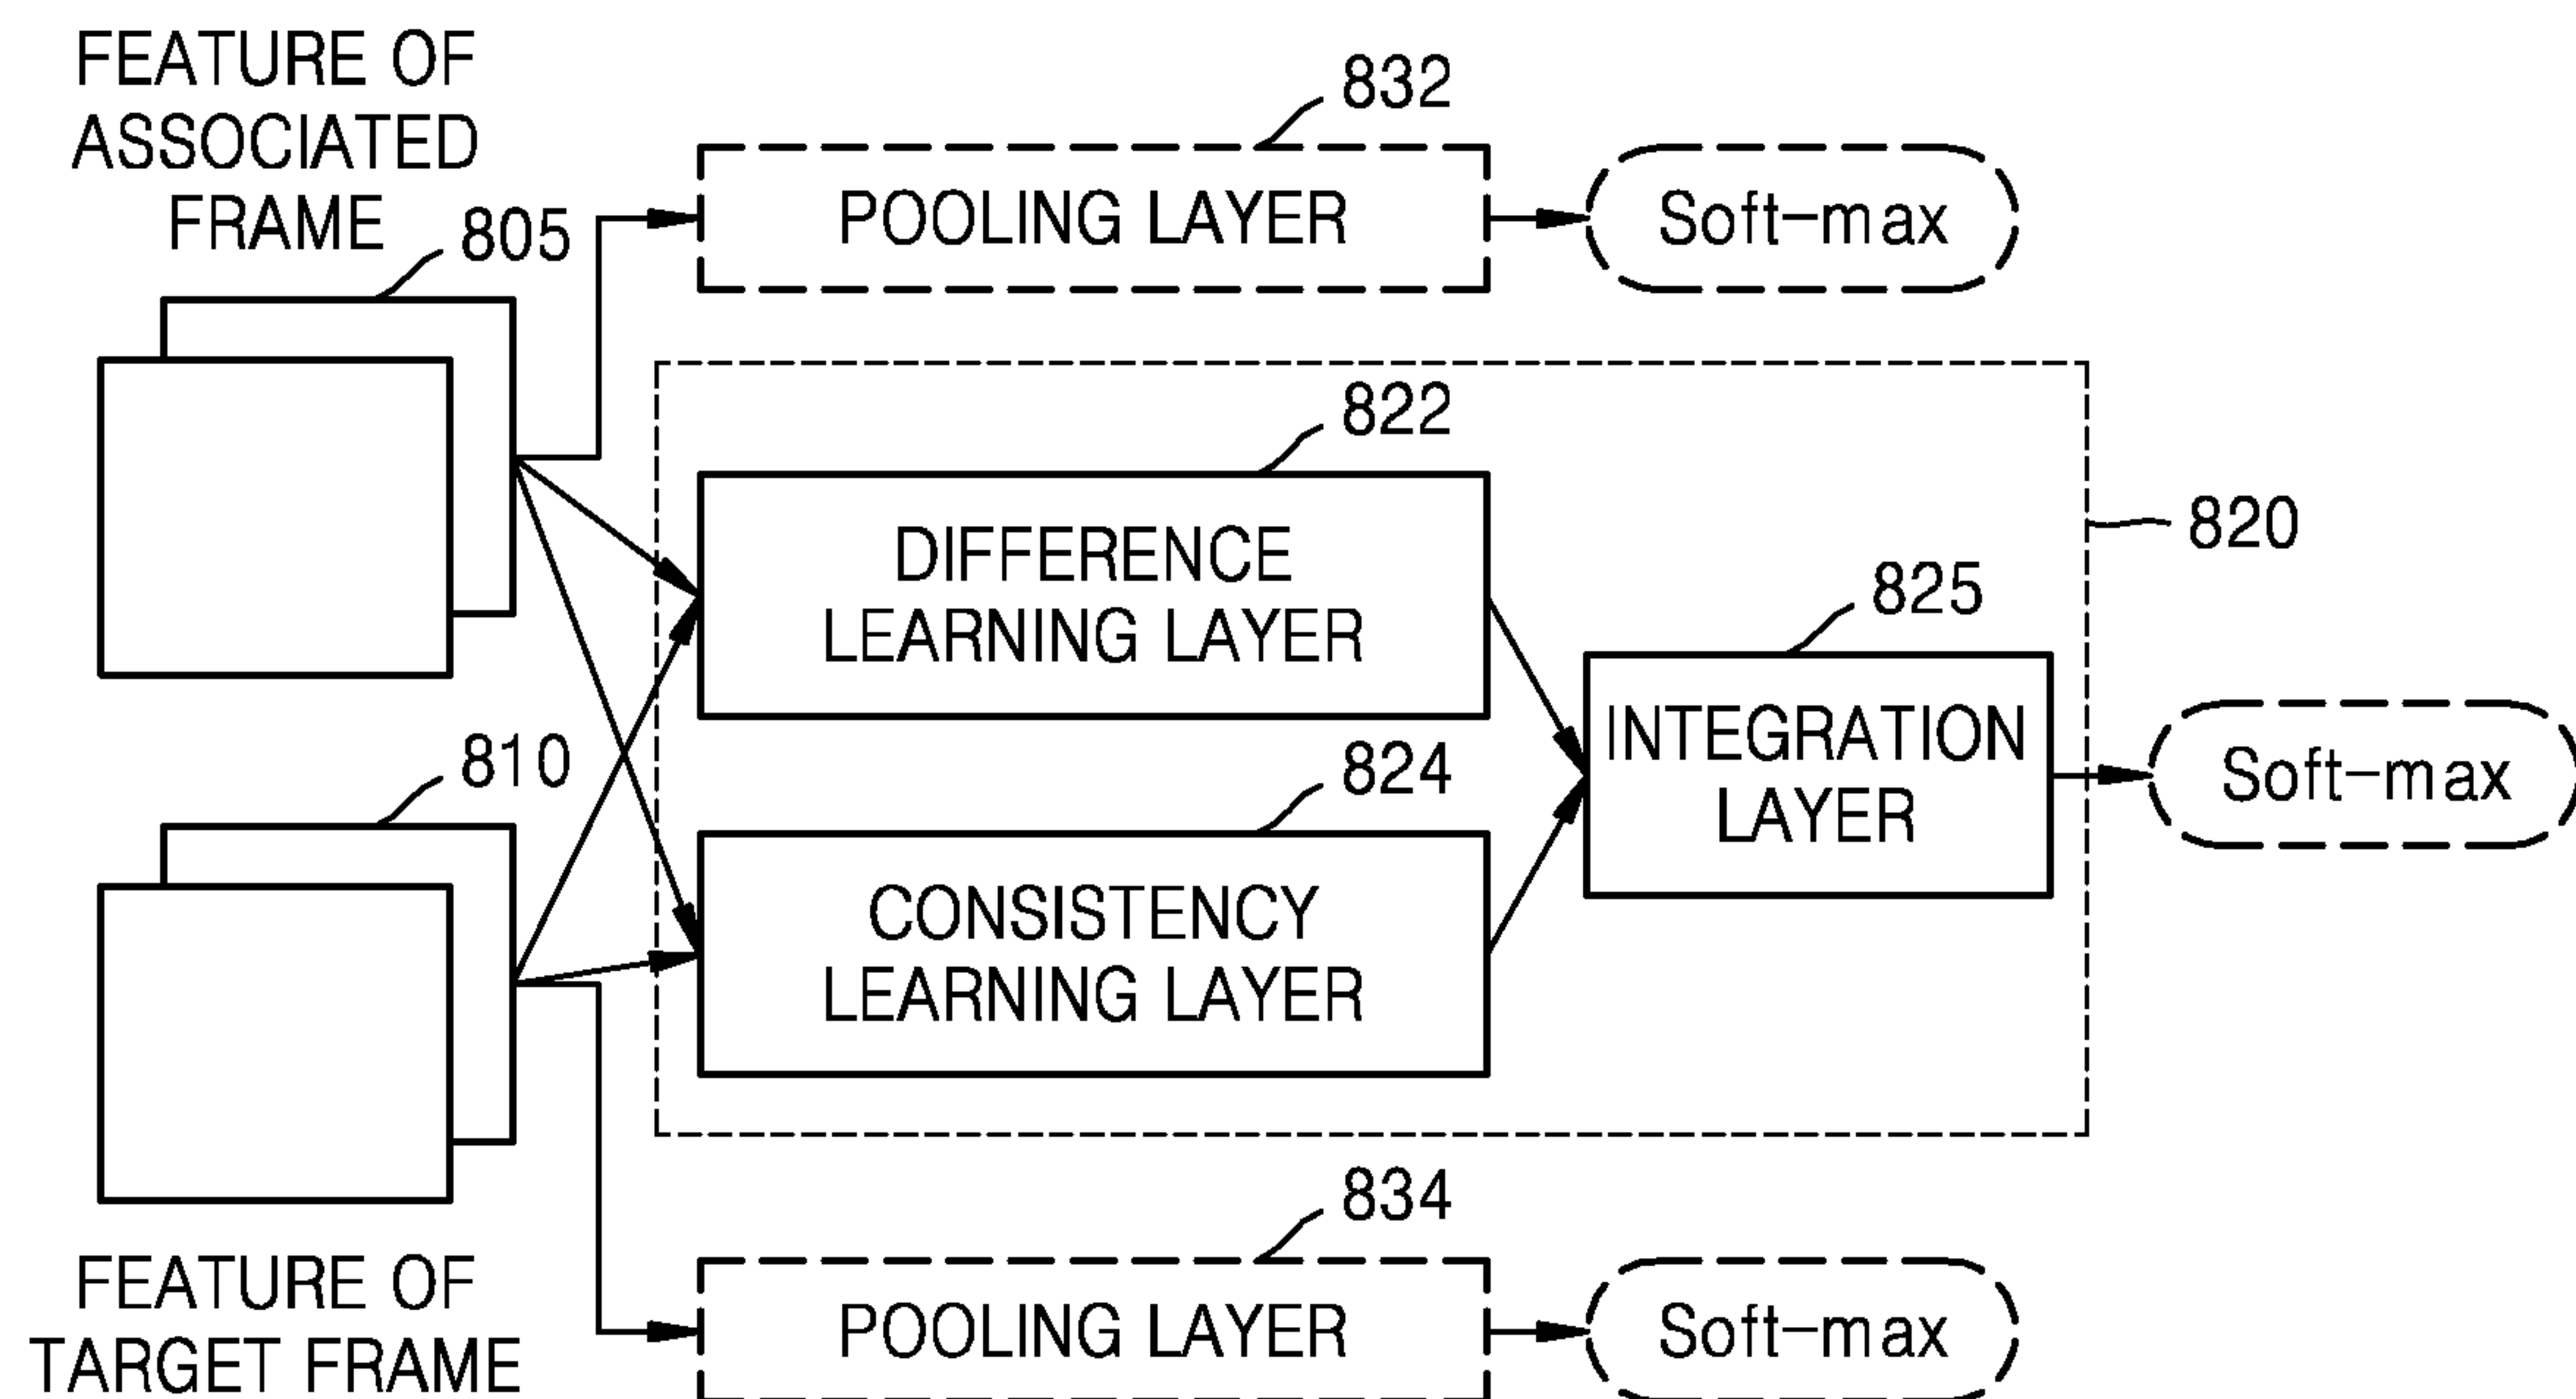 FEATURE OF
ASSOCIATED
FRAME
805
832
POOLING LAYER
Soft-max
822
DIFFERENCE
LEARNING LAYER
820
825
INTEGRATION
LAYER
Soft-max
810
824
CONSISTENCY
LEARNING LAYER
FEATURE OF
TARGET FRAME
834
POOLING LAYER
Soft-max